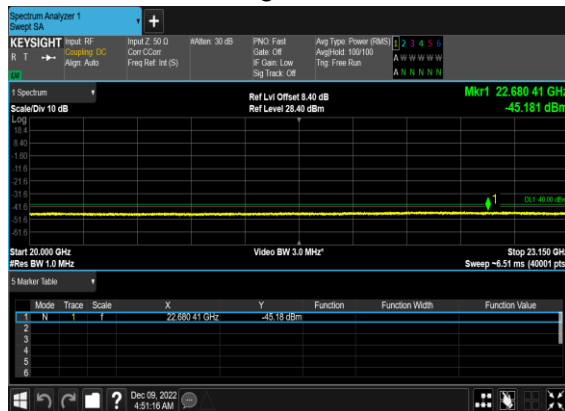 Spectrum Analyzer 1
Swept SA
KEYSIGHT Input: RF Input Z: 50 Ω #Atten: 30 dB PNO: Fast Avg Type: Power (RMS) 1 2 3 4 5 6
R T Coupling: DC Corr CCorr Gate: Off Avg|Hold: 100/100 A W W W W W
Align: Auto Freq Ref: Int (S) IF Gain: Low Trig: Free Run
LW Sig Track: Off A N N N N N
1 Spectrum Ref Lvl Offset 8.40 dB Mkr1 22.680 41 GHz
Scale/Div 10 dB Ref Level 28.40 dBm -45.181 dBm
Log
18.4
8.40
-1.60
-11.6
-21.6
-31.6
1 DL1 -40.00 dBm
-41.6
-51.6
-61.6
Start 20.000 GHz Video BW 3.0 MHz* Stop 23.150 GHz
#Res BW 1.0 MHz Sweep ~6.51 ms (40001 pts
5 Marker Table
Mode Trace Scale X Y Function Function Width Function Value
1 N 1 f 22.680 41 GHz -45.18 dBm
2
3
4
5
6
? Dec 09, 2022
4:51:16 AM